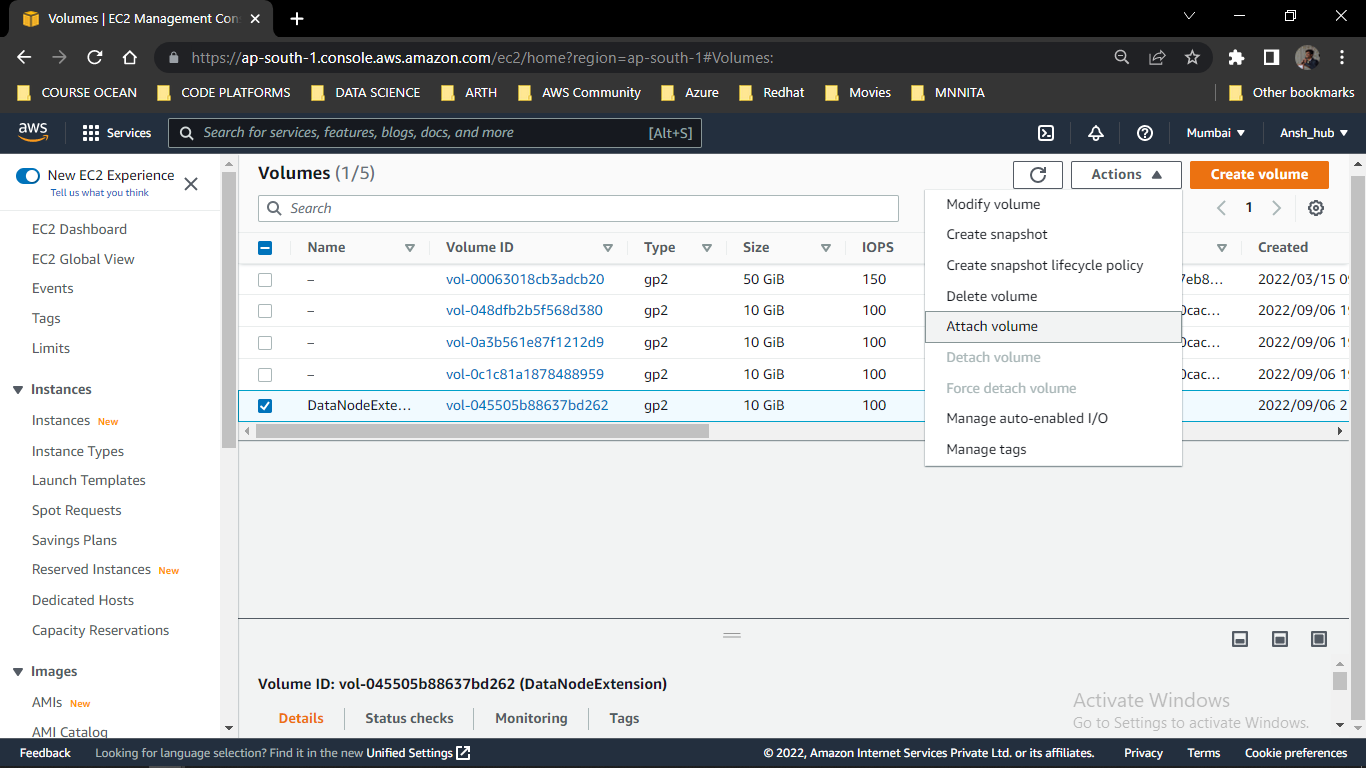 Volumes | EC2 Management Con
https://ap-south-1.console.aws.amazon.com/ec2/home?region=ap-south-1#Volumes:
COURSE OCEAN CODE PLATFORMS DATA SCIENCE ARTH AWS Community Azure Redhat Movies MNNITA Other bookmarks
aws Services Search for services, features, blogs, docs, and more [Alt+S] Mumbai Ansh_hub
New EC2 Experience
Tell us what you think
EC2 Dashboard
EC2 Global View
Events
Tags
Limits
Instances
Instances New
Instance Types
Launch Templates
Spot Requests
Savings Plans
Reserved Instances New
Dedicated Hosts
Capacity Reservations
Images
AMIs New
AMI Catalog
Volumes (1/5) Actions Create volume
Search 1
Name Volume ID Type Size IOPS Created
– vol-00063018cb3adcb20 gp2 50 GiB 150 7eb8... 2022/03/15 0
– vol-048dfb2b5f568d380 gp2 10 GiB 100 0cac... 2022/09/06 1
– vol-0a3b561e87f1212d9 gp2 10 GiB 100 0cac... 2022/09/06 1
– vol-0c1c81a1878488959 gp2 10 GiB 100 0cac... 2022/09/06 1
DataNodeExte... vol-045505b88637bd262 gp2 10 GiB 100 2022/09/06 2
Modify volume
Create snapshot
Create snapshot lifecycle policy
Delete volume
Attach volume
Detach volume
Force detach volume
Manage auto-enabled I/O
Manage tags
Volume ID: vol-045505b88637bd262 (DataNodeExtension)
Details Status checks Monitoring Tags
Activate Windows
Go to Settings to activate Windows.
Feedback Looking for language selection? Find it in the new Unified Settings © 2022, Amazon Internet Services Private Ltd. or its affiliates. Privacy Terms Cookie preferences